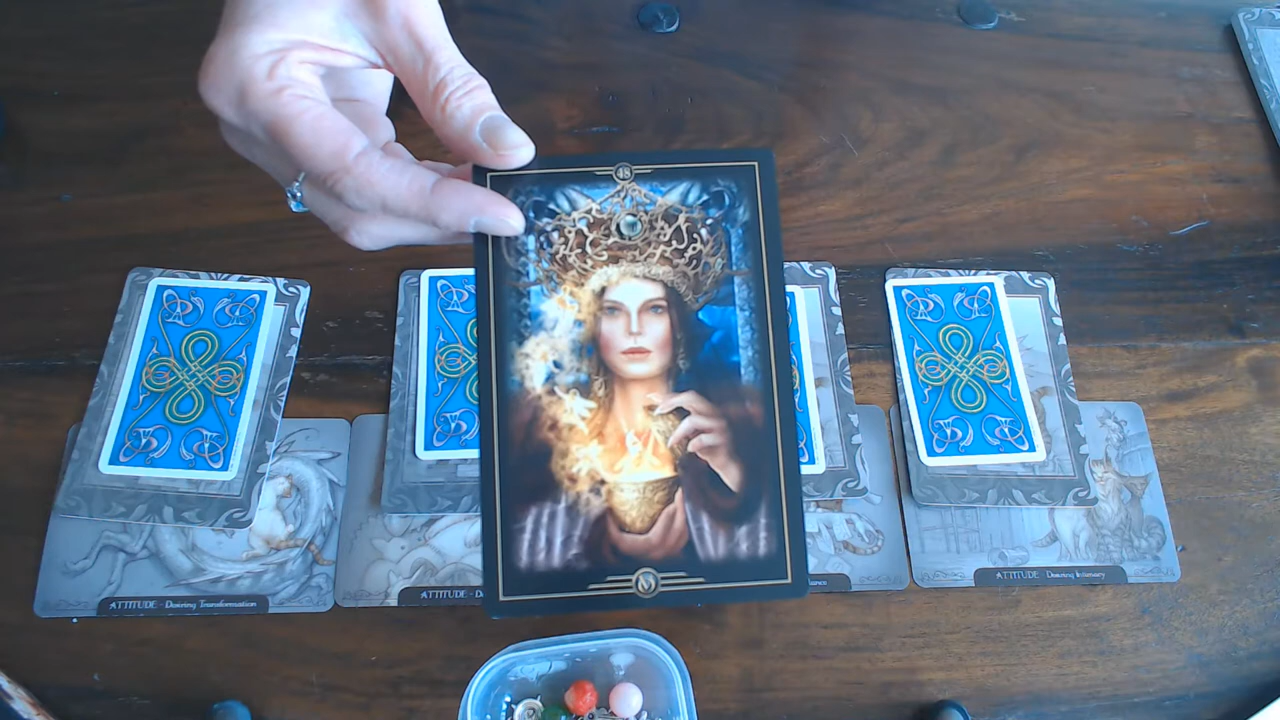 48
M
ATTITUDE - Desiring Transformation
ATTITUDE - D
ATTITUDE - Desiring Intimacy